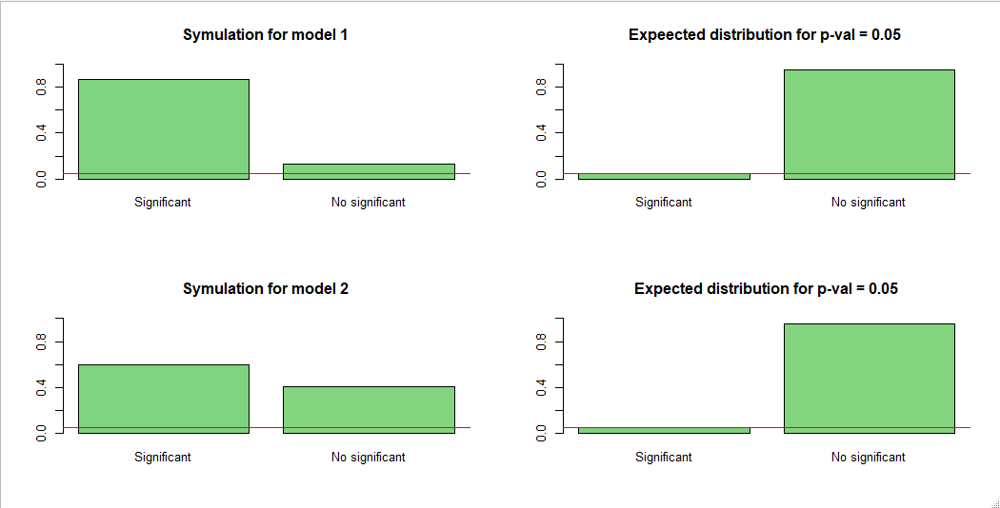 Symulation for model 1
Expeected distribution for p-val = 0.05
0.8
0.4
0.0
Significant
No significant
0.8
0.4
0.0
Significant
No significant
Symulation for model 2
Expected distribution for p-val = 0.05
0.8
0.4
0.0
Significant
No significant
0.8
0.4
0.0
Significant
No significant